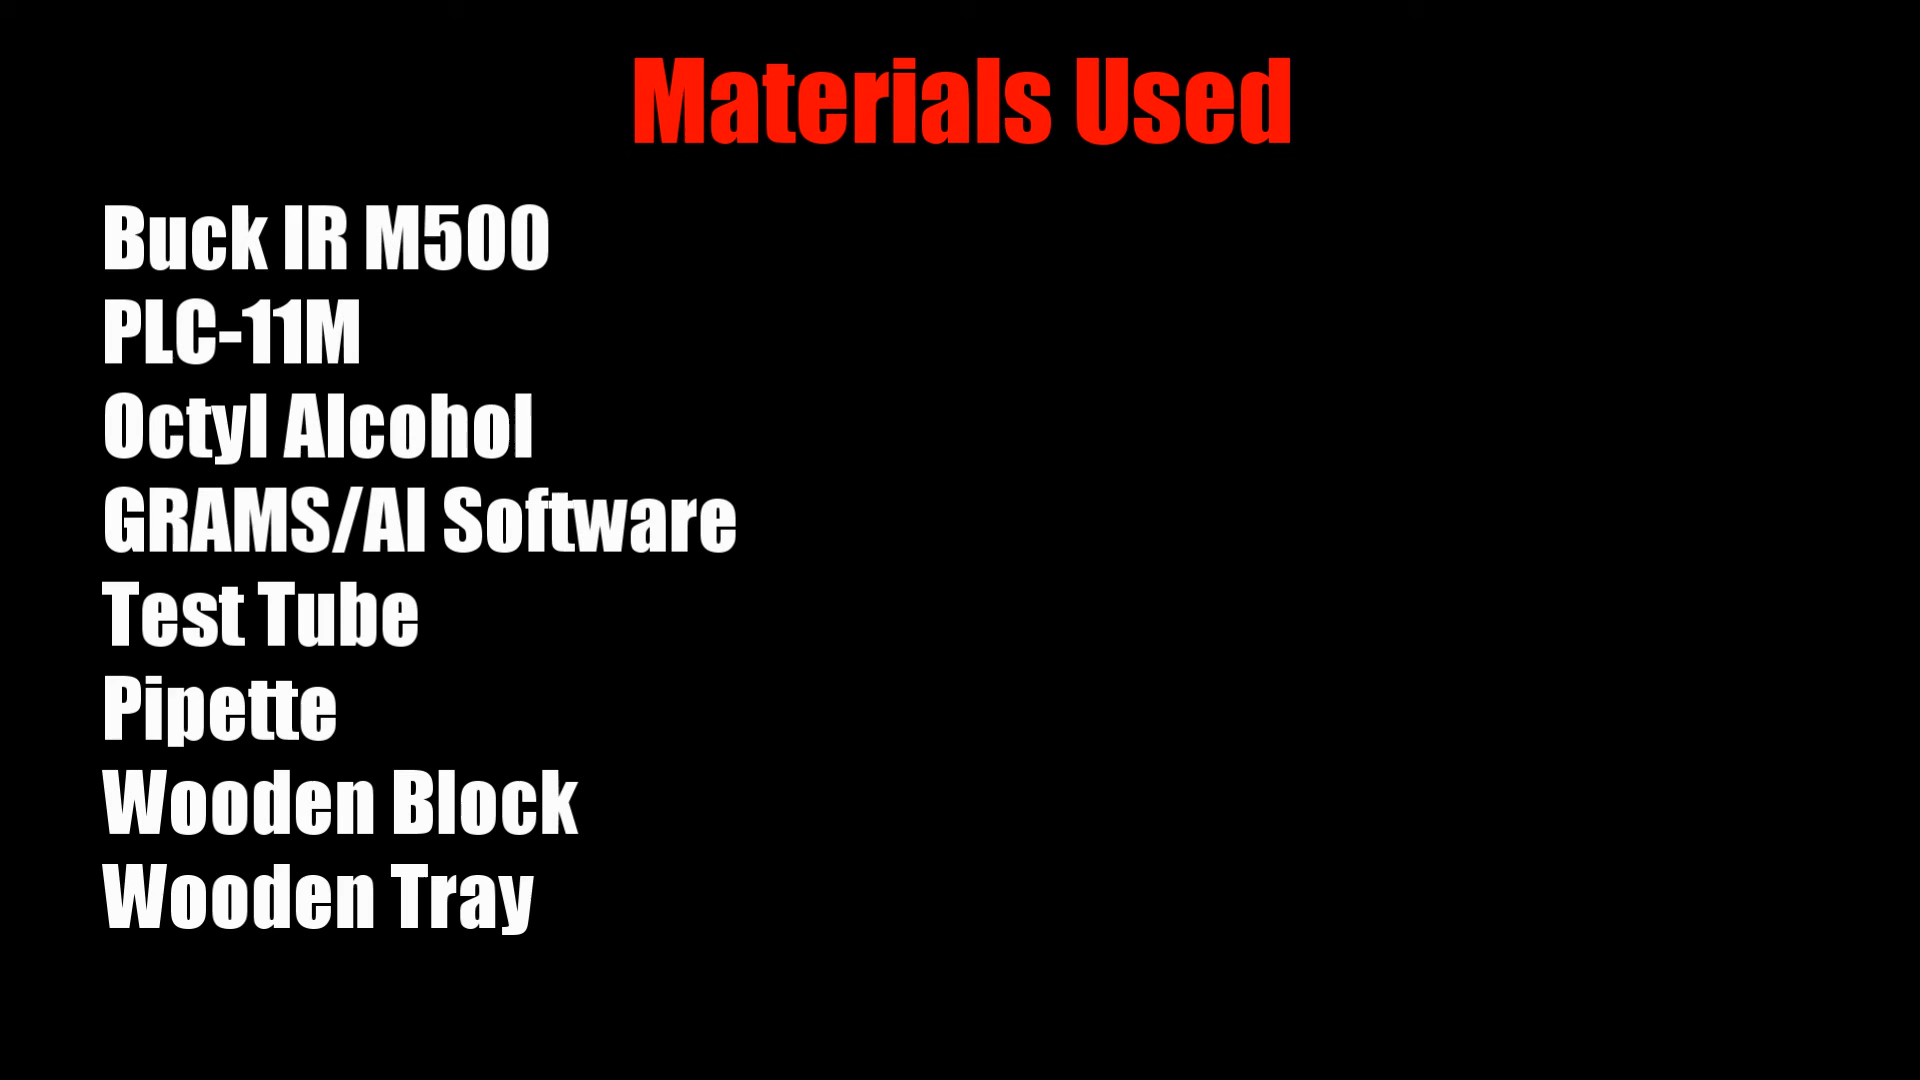 Materials Used
Buck IR M500
PLC-11M
Octyl Alcohol
GRAMS/AI Software
Test Tube
Pipette
Wooden Block
Wooden Tray